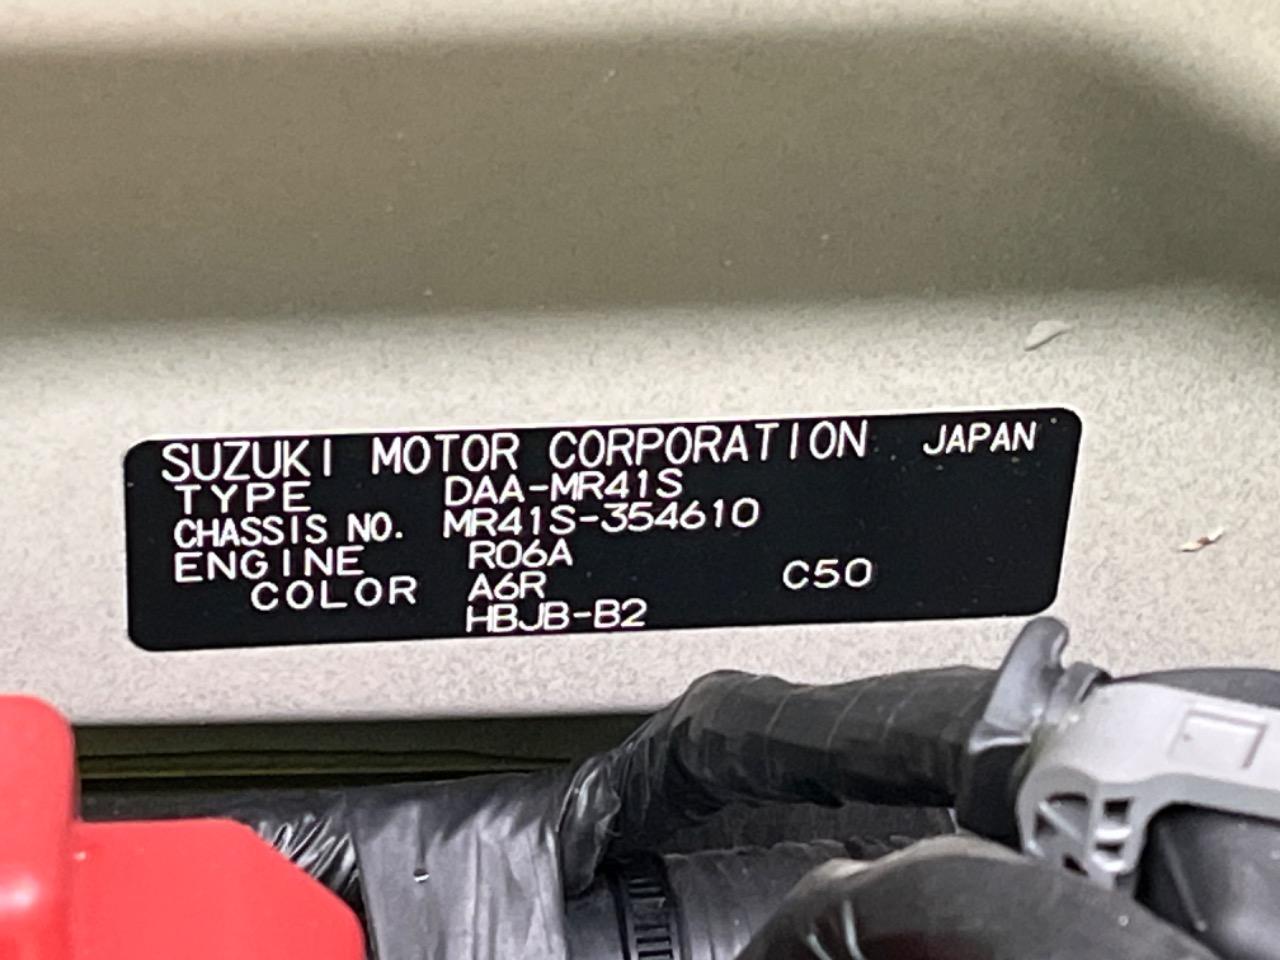 SUZUKI MOTOR CORPORATION JAPAN
TYPE DAA-MR41S
CHASSIS NO. MR41S-354610
ENGINE R06A
COLOR A6R C50
HBJB-B2